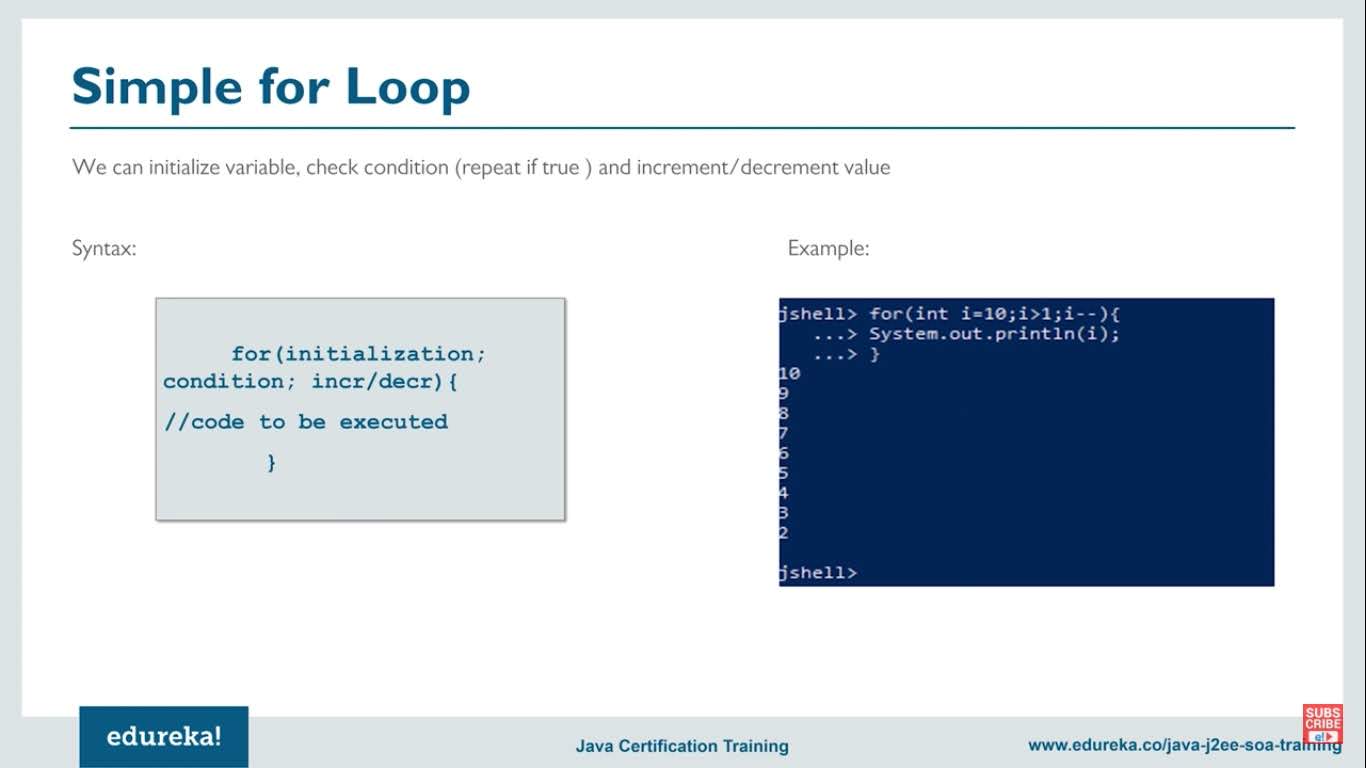 Simple for Loop
We can initialize variable, check condition (repeat if true ) and increment/decrement value
Syntax:
for(initialization;
condition; incr/decr){
//code to be executed
}
Example:
jshell> for(int i=10;i>1;i--){
...> System.out.println(i);
...> }
10
9
8
7
6
5
4
3
2
jshell>
edureka!
Java Certification Training
www.edureka.co/java-j2ee-soa-training
SUBS
CRIBE
e!